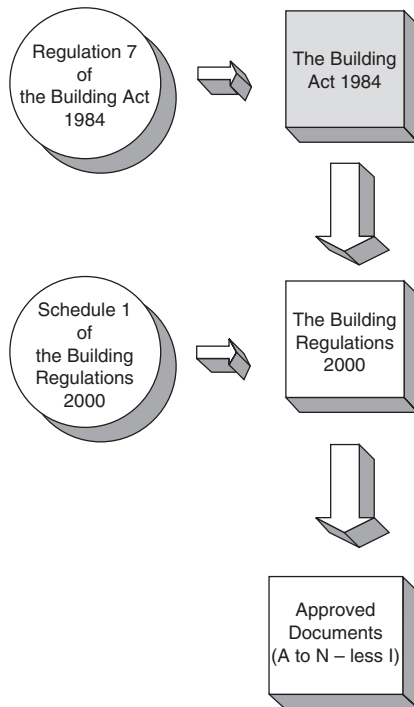 Regulation 7
of
the Building Act
1984
The Building
Act 1984
Schedule 1
of
the Building
Regulations
2000
The Building
Regulations
2000
Approved
Documents
(A to N – less I)